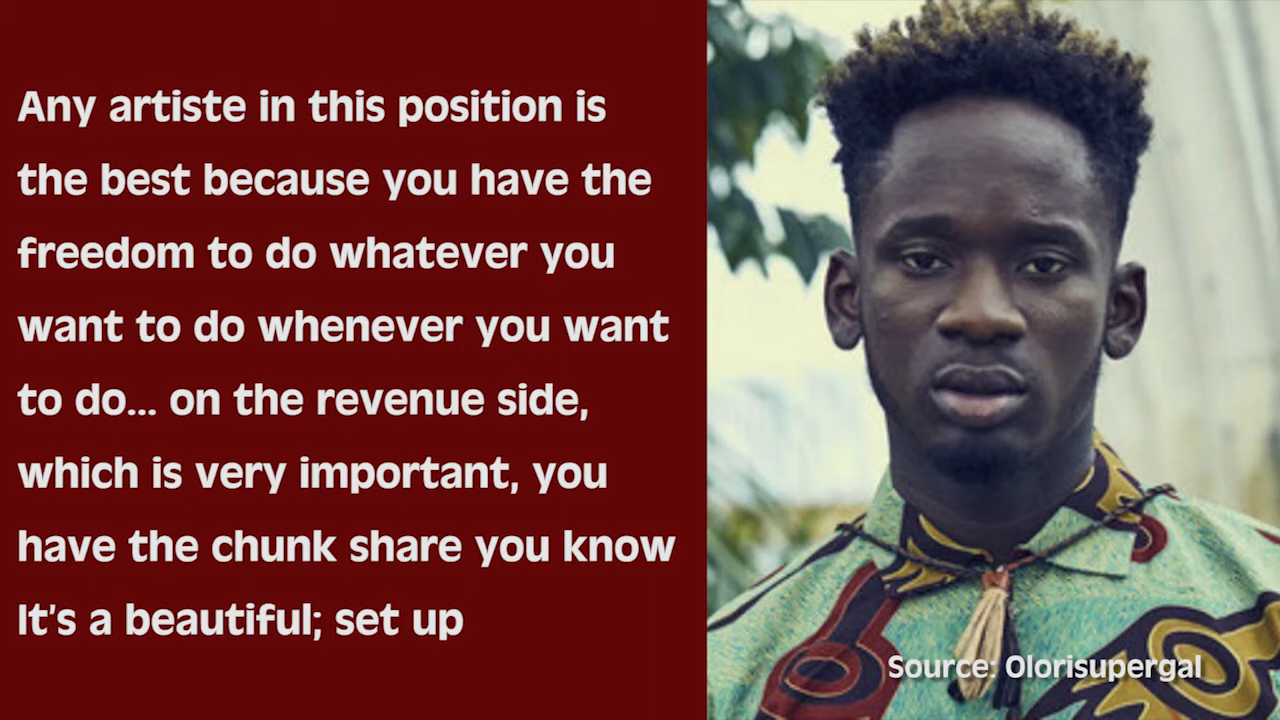 Any artiste in this position is
the best because you have the
freedom to do whatever you
want to do whenever you want
to do... on the revenue side,
which is very important, you
have the chunk share you know
It's a beautiful; set up
Source: Olorisupergal